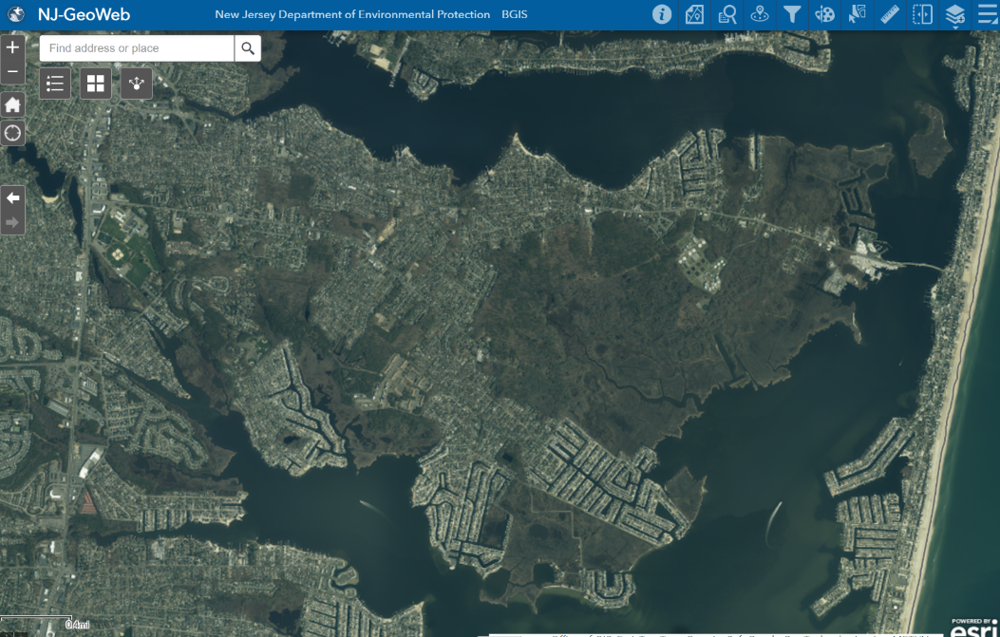 NJ-GeoWeb
New Jersey Department of Environmental Protection BGIS
Find address or place
0.4mi
POWERED BY
esri